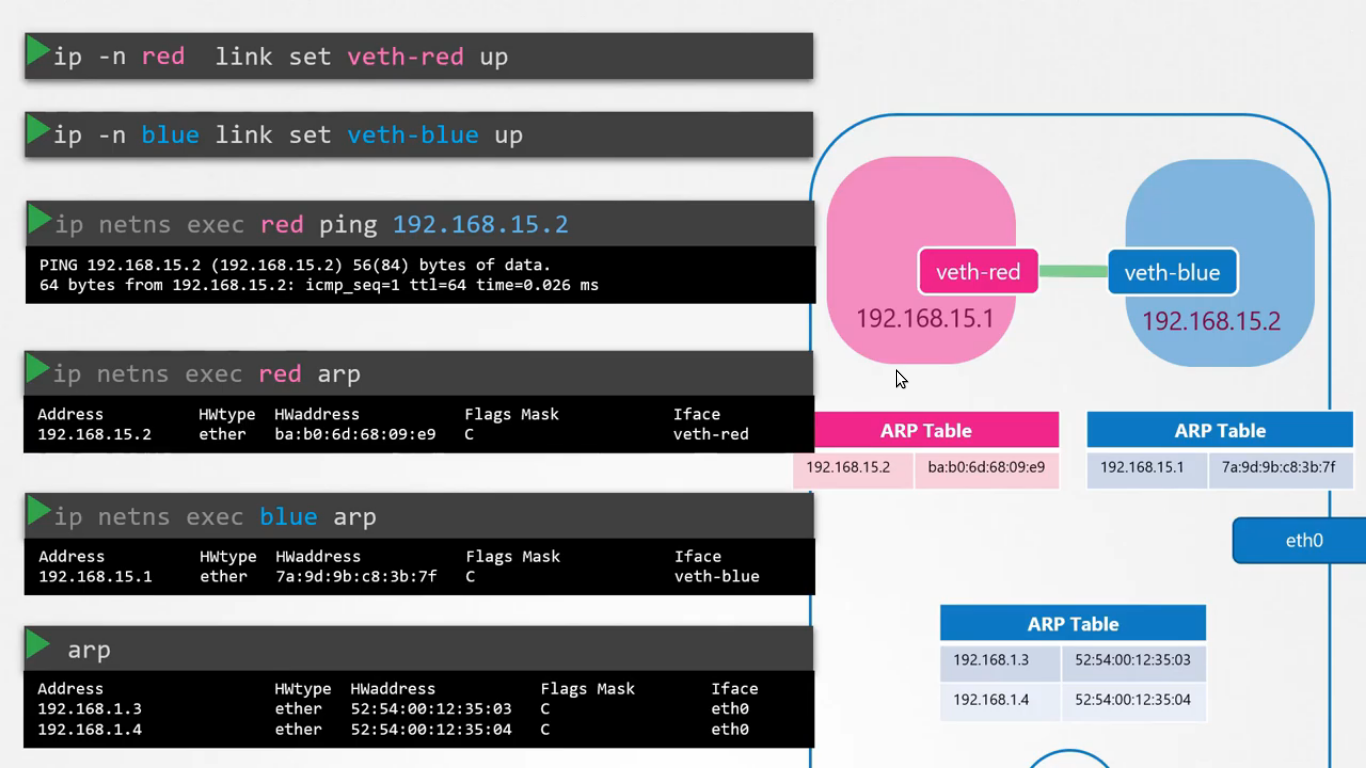 ip -n red link set veth-red up
ip -n blue link set veth-blue up
ip netns exec red ping 192.168.15.2
PING 192.168.15.2 (192.168.15.2) 56(84) bytes of data.
64 bytes from 192.168.15.2: icmp_seq=1 ttl=64 time=0.026 ms
ip netns exec red arp
Address HWtype HWaddress Flags Mask Iface
192.168.15.2 ether ba:b0:6d:68:09:e9 C veth-red
ip netns exec blue arp
Address HWtype HWaddress Flags Mask Iface
192.168.15.1 ether 7a:9d:9b:c8:3b:7f C veth-blue
arp
Address HWtype HWaddress Flags Mask Iface
192.168.1.3 ether 52:54:00:12:35:03 C eth0
192.168.1.4 ether 52:54:00:12:35:04 C eth0
veth-red veth-blue
192.168.15.1 192.168.15.2
ARP Table
192.168.15.2 ba:b0:6d:68:09:e9
ARP Table
192.168.15.1 7a:9d:9b:c8:3b:7f
eth0
ARP Table
192.168.1.3 52:54:00:12:35:03
192.168.1.4 52:54:00:12:35:04